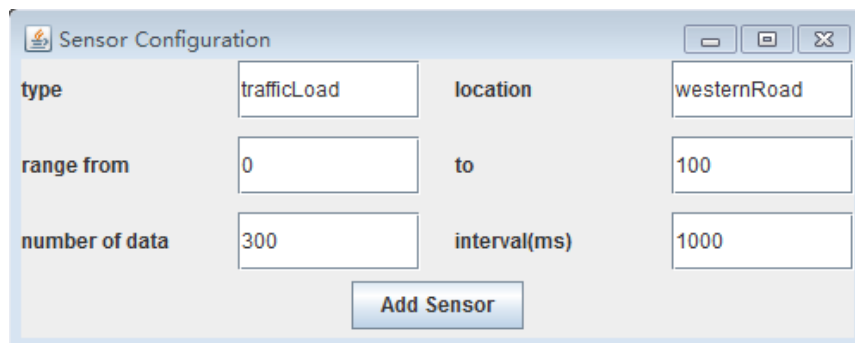 Sensor Configuration
type trafficLoad location westernRoad
range from 0 to 100
number of data 300 interval(ms) 1000
Add Sensor